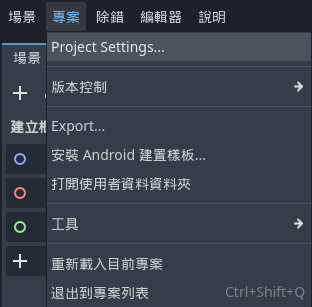 場景 專案 除錯 編輯器 說明
場景
Project Settings...
版本控制
建立
Export...
安裝 Android 建置樣板...
打開使用者資料資料夾
工具
重新載入目前專案
退出到專案列表 Ctrl+Shift+Q